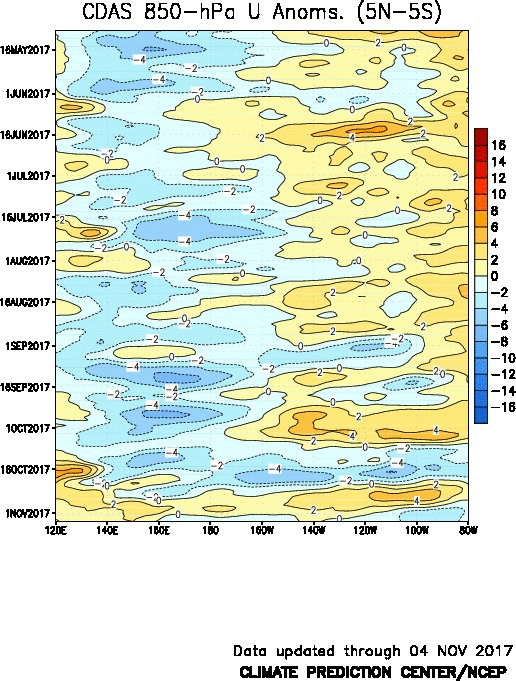 CDAS 850-hPa U Anoms. (5N-5S)
16MAY2017
1JUN2017
16JUN2017
1JUL2017
16JUL2017
1AUG2017
16AUG2017
1SEP2017
16SEP2017
1OCT2017
16OCT2017
1NOV2017
120E 140E 160E 180 160W 140W 120W 100W 80W
16
14
12
10
8
6
4
2
0
-2
-4
-6
-8
-10
-12
-14
-16
Data updated through 04 NOV 2017
CLIMATE PREDICTION CENTER/NCEP